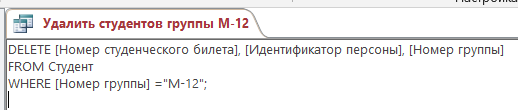 Настройка
Удалить студентов группы М-12
DELETE [Номер студенческого билета], [Идентификатор персоны], [Номер группы]
FROM Студент
WHERE [Номер группы] ="М-12";